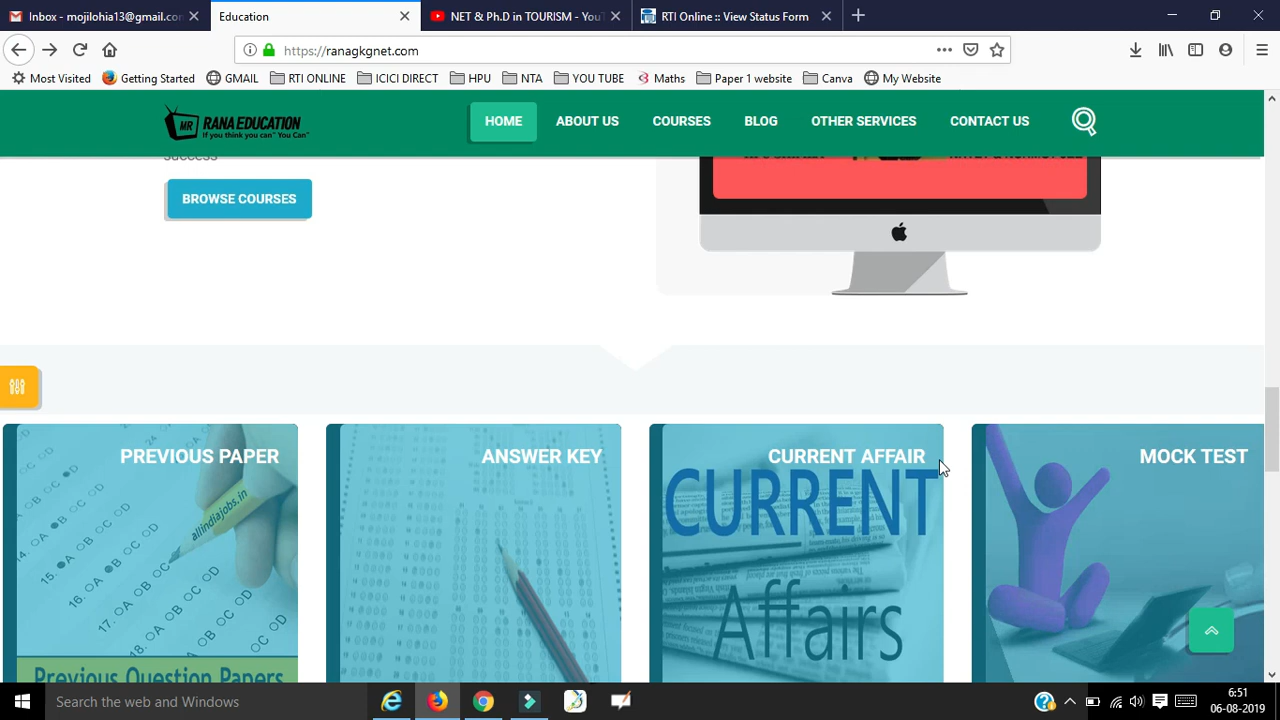 Inbox - mojilohia13@gmail.con
Education
NET & Ph.D in TOURISM - YouT
RTI Online :: View Status Form
https://ranagkgnet.com
Most Visited
Getting Started
GMAIL
RTI ONLINE
ICICI DIRECT
HPU
NTA
YOU TUBE
Maths
Paper 1 website
Canva
My Website
MR RANA EDUCATION
If you think you can" You Can"
HOME
ABOUT US
COURSES
BLOG
OTHER SERVICES
CONTACT US
success
BROWSE COURSES
PREVIOUS PAPER
ANSWER KEY
CURRENT AFFAIR
MOCK TEST
allindiajobs.in
CURRENT
Affairs
Previous Question Papers
Search the web and Windows
6:51
06-08-2019